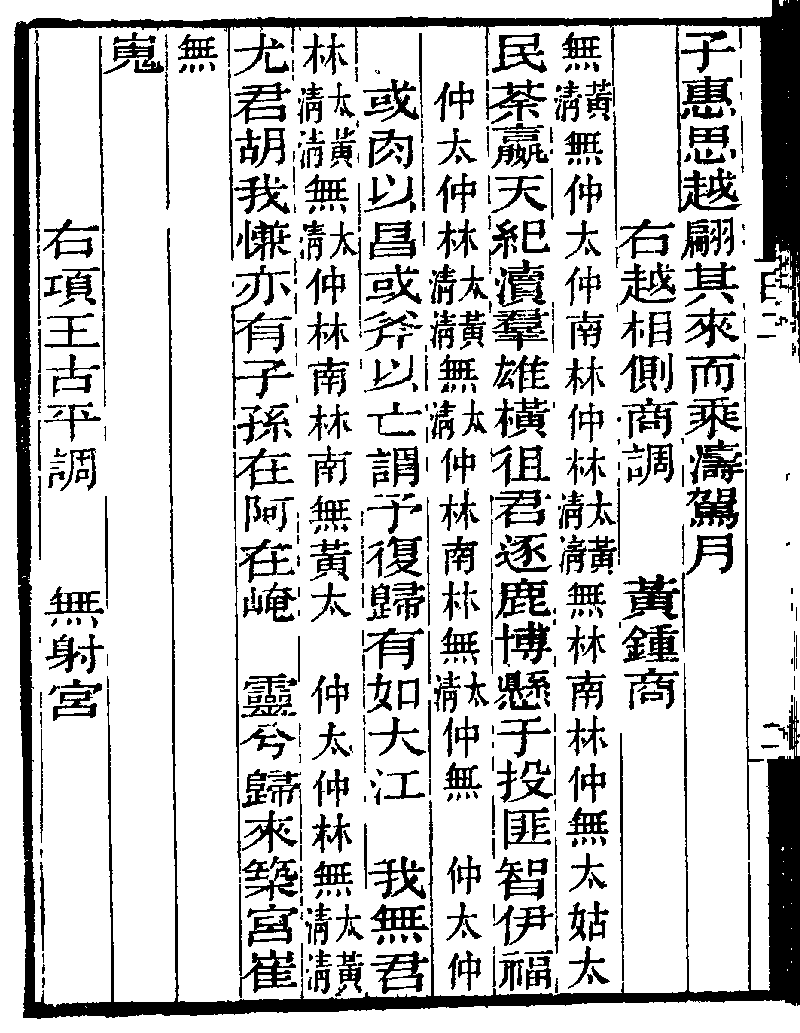 子惠思越翩其來而乘濤駕月
右越相側商調　黃鍾商
無黃清無仲太仲南林仲林太清黃清無林南林仲無太姑太
民荼嬴天紀瀆羣雄橫徂君逐鹿博懸于投匪智伊福
仲太仲林太清黃清無太清仲林南林無太清仲無　仲太仲
或肉以昌或斧以亡謂予復歸有如大江　我無君
林太清黃清無太清仲林南林南無黃太　仲太仲林無太清黃清
尤君胡我慊亦有子孫在阿在崦　靈兮歸來築宮崔
無
嵬
右項王古平調　無射宮